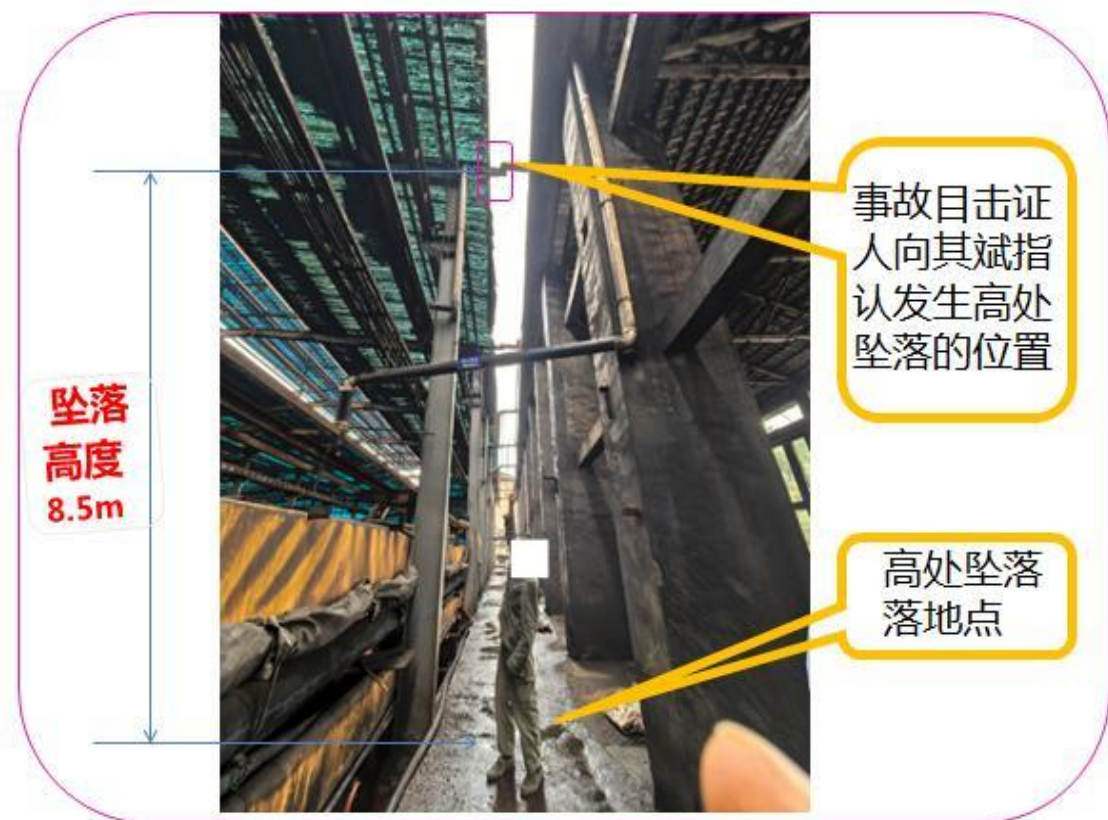 事故目击证
人向其斌指
认发生高处
坠落的位置
坠落
高度
8.5m
高处坠落
落地点